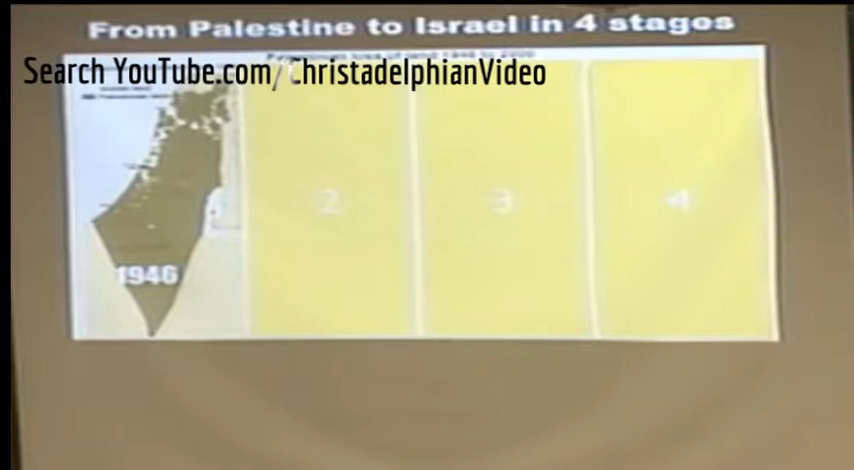 From Palestine to Israel in 4 stages
Search YouTube.com/ChristadelphianVideo
1946
2
3
4